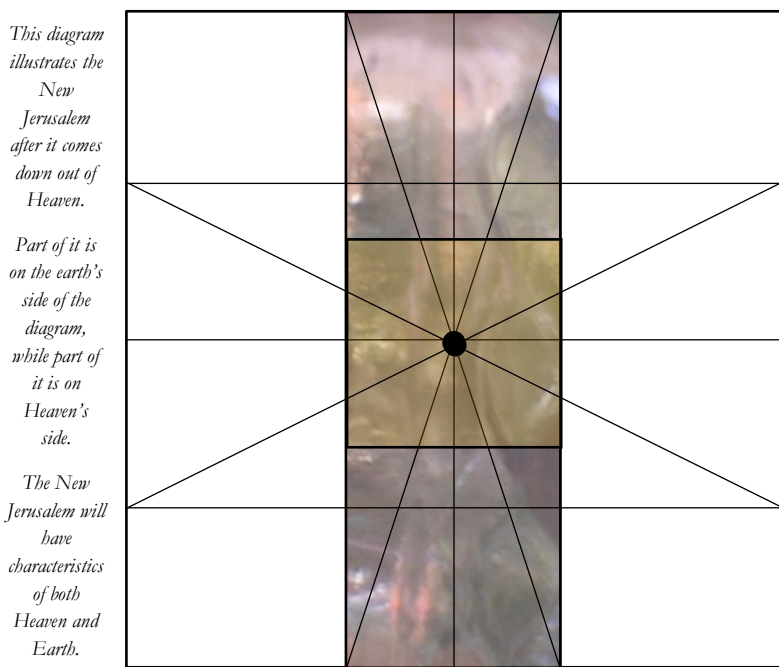 This diagram
illustrates the
New
Jerusalem
after it comes
down out of
Heaven.
Part of it is
on the earth's
side of the
diagram,
while part of
it is on
Heaven's
side.
The New
Jerusalem will
have
characteristics
of both
Heaven and
Earth.